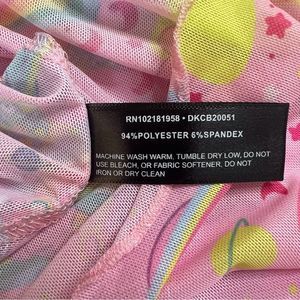 RN102181958 • DKCB20051
94%POLYESTER 6%SPANDEX
MACHINE WASH WARM, TUMBLE DRY LOW, DO NOT
USE BLEACH, OR FABRIC SOFTENER. DO NOT
IRON OR DRY CLEAN